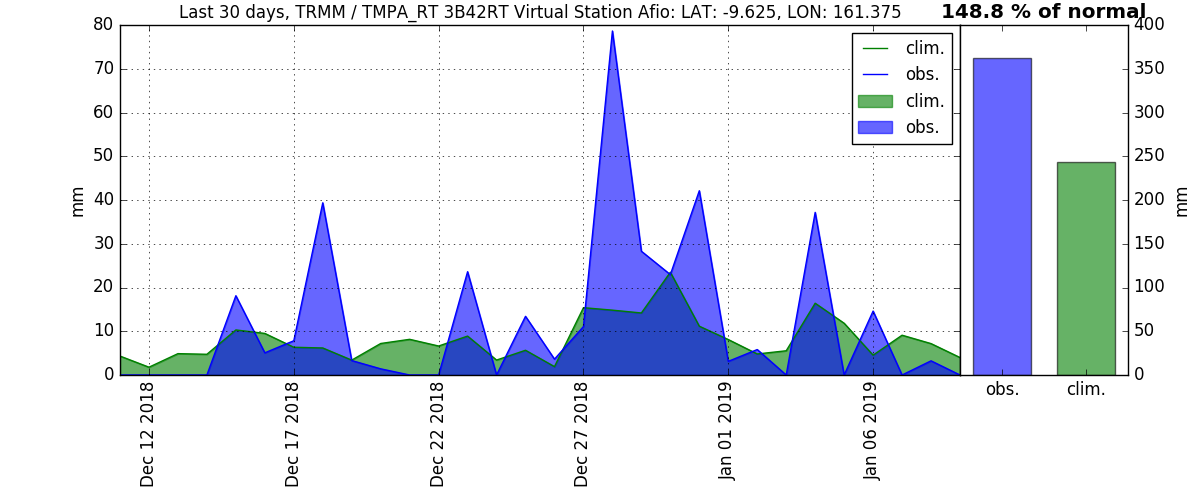 Last 30 days, TRMM / TMPA_RT 3B42RT Virtual Station Afio: LAT: -9.625, LON: 161.375
148.8 % of normal
80
70
60
50
40
30
20
10
0
mm
clim.
obs.
clim.
obs.
Dec 12 2018
Dec 17 2018
Dec 22 2018
Dec 27 2018
Jan 01 2019
Jan 06 2019
400
350
300
250
200
150
100
50
0
mm
obs.
clim.